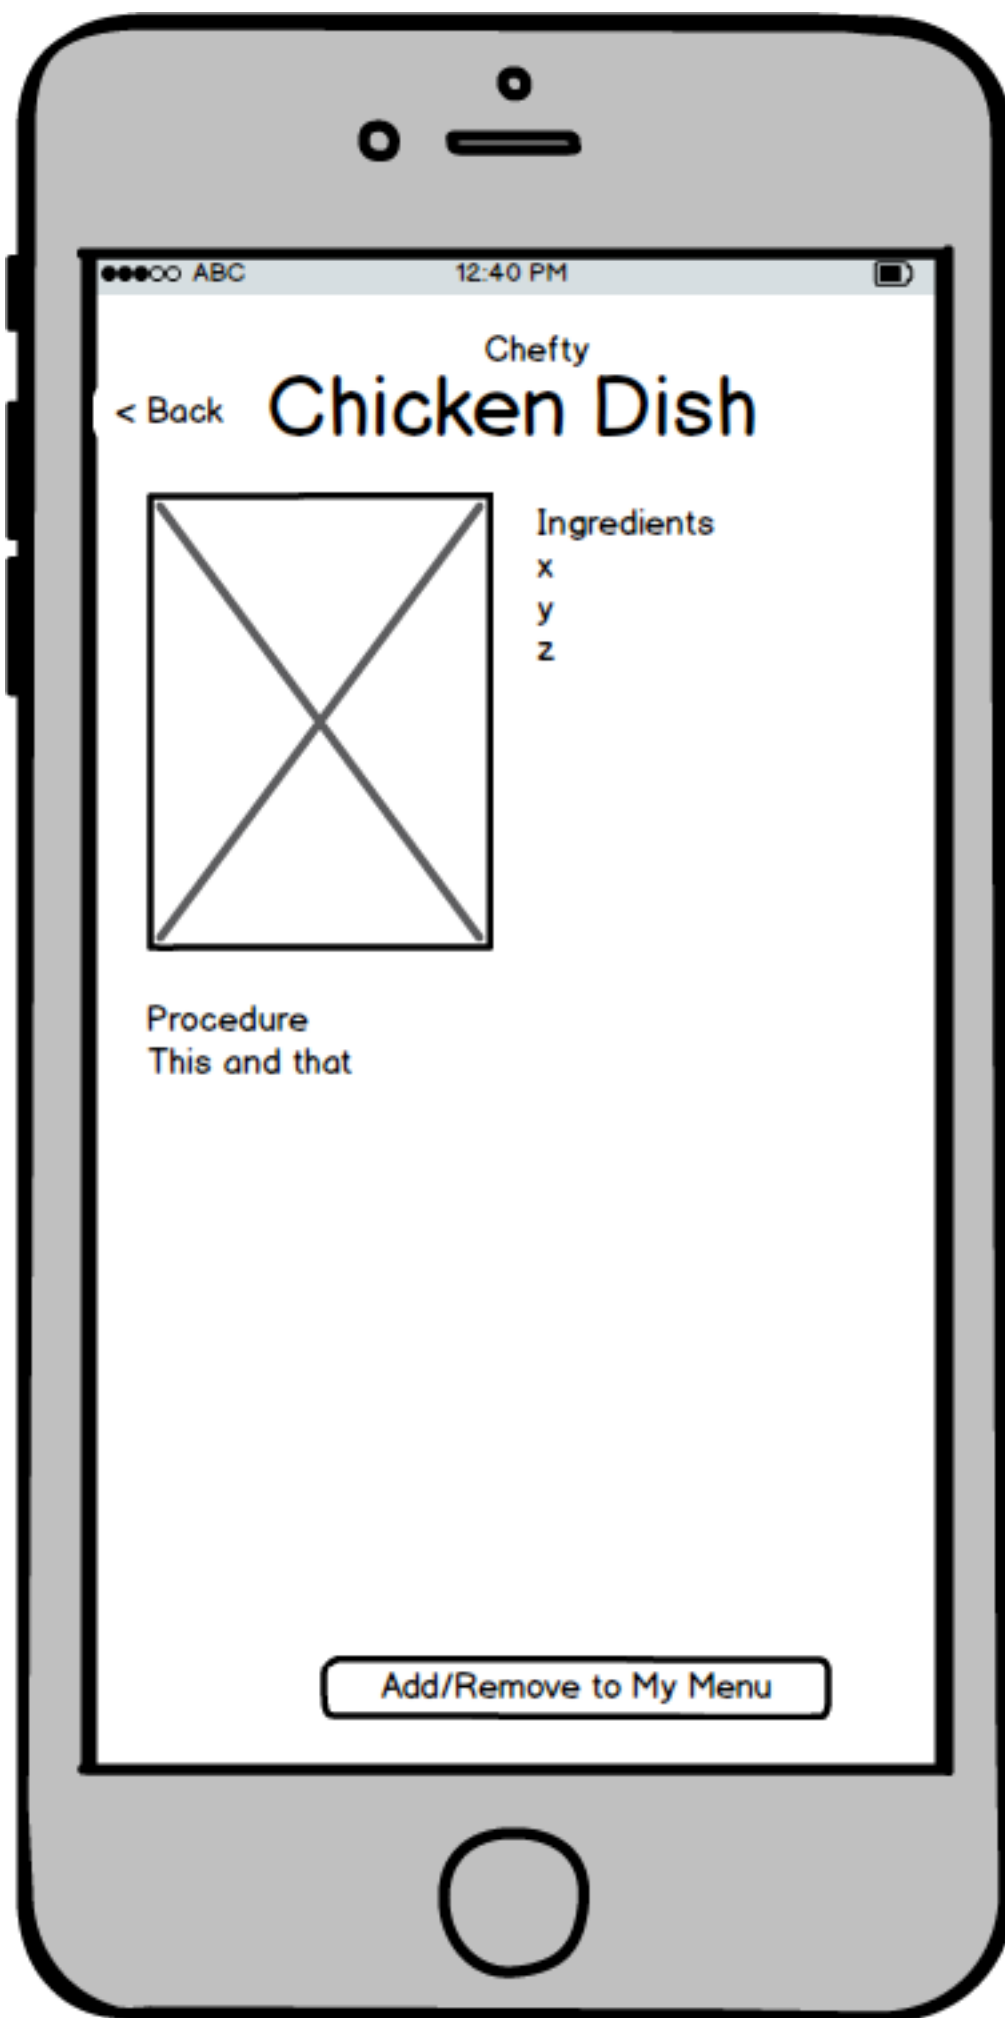 ABC 12:40 PM
Chefty
< Back Chicken Dish
Ingredients
x
y
z
Procedure
This and that
Add/Remove to My Menu